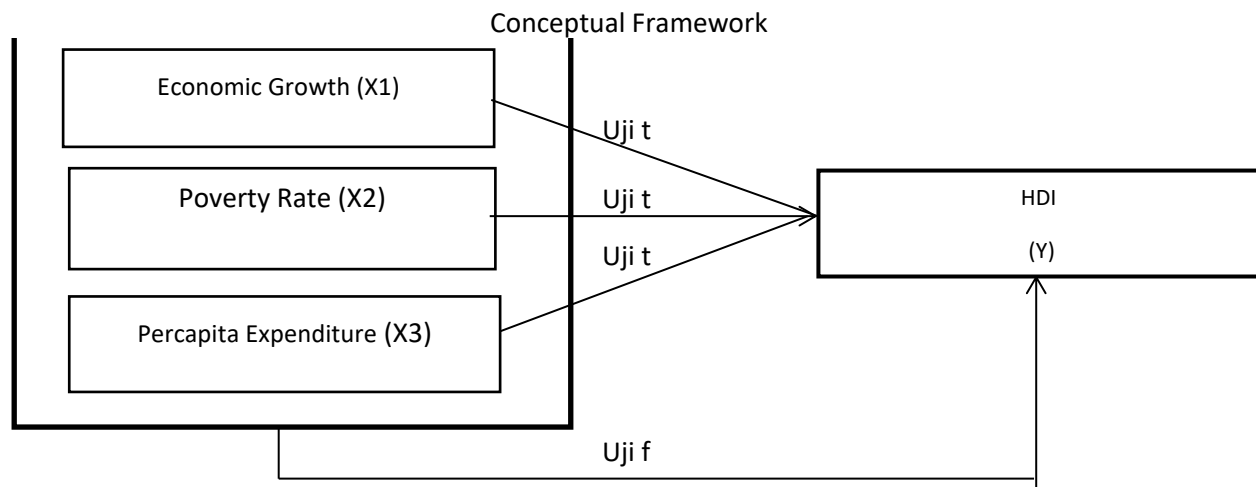 Conceptual Framework
Economic Growth (X1)
Uji t
Poverty Rate (X2)
Uji t
HDI
(Y)
Uji t
Percapita Expenditure (X3)
Uji f